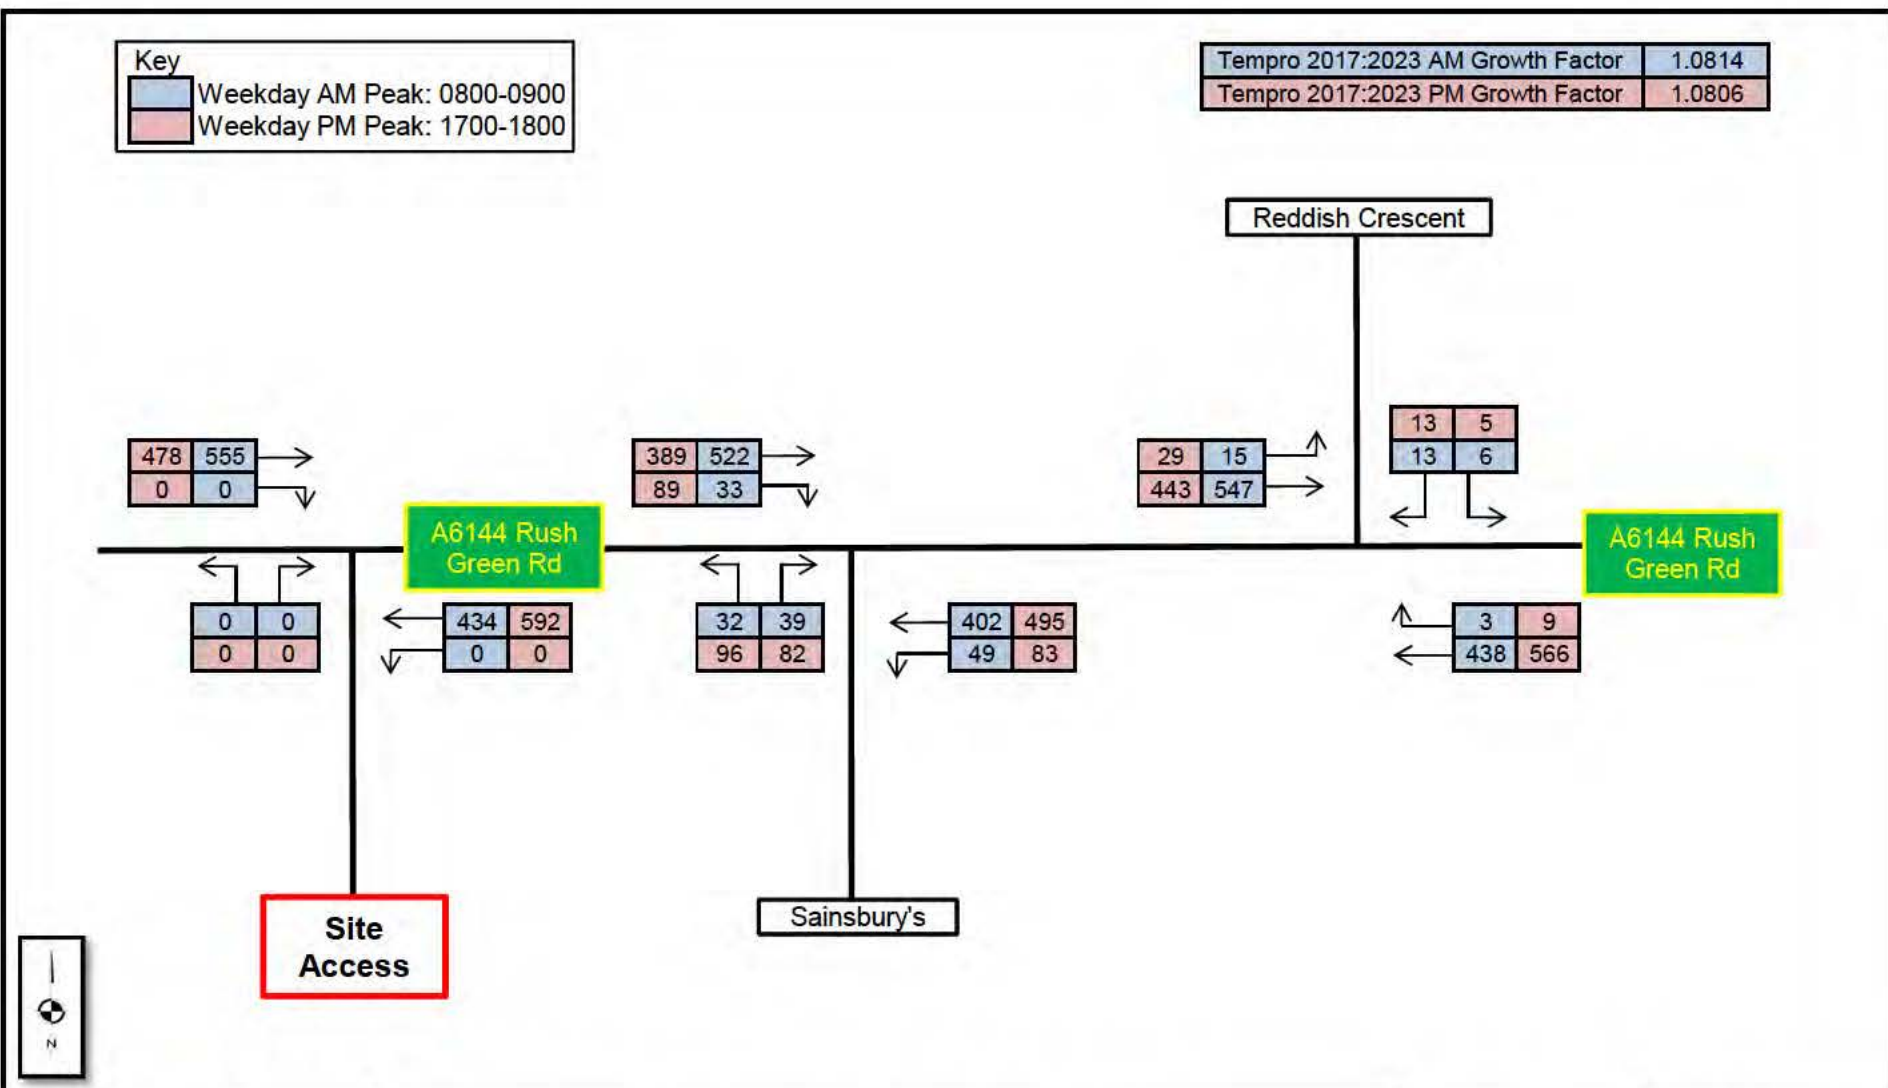 Key
Weekday AM Peak: 0800-0900
Weekday PM Peak: 1700-1800
Tempro 2017:2023 AM Growth Factor 1.0814
Tempro 2017:2023 PM Growth Factor 1.0806
Reddish Crescent
478 555
0 0
389 522
89 33
29 15
443 547
13 5
13 6
A6144 Rush
Green Rd
A6144 Rush
Green Rd
0 0
0 0
434 592
0 0
32 39
96 82
402 495
49 83
3 9
438 566
Site
Access
Sainsbury's
N